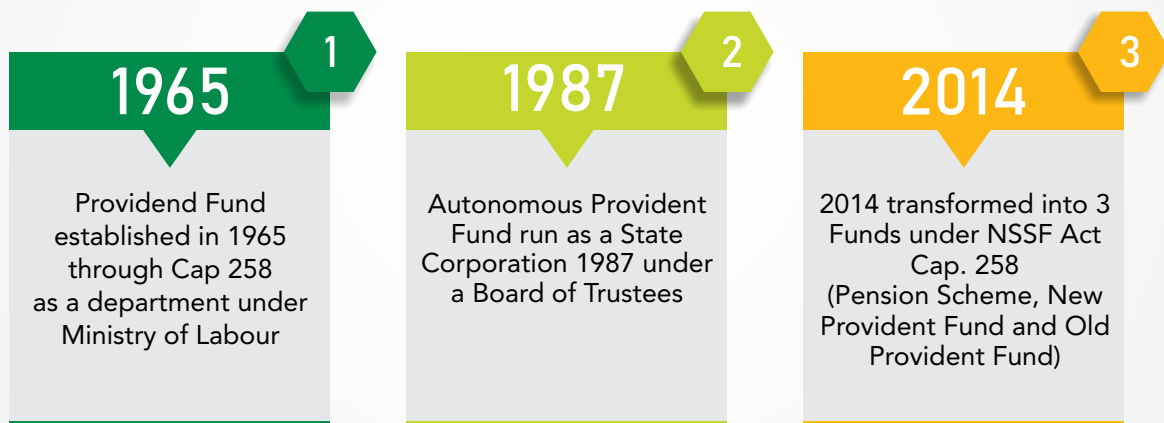 1
1965
Providend Fund
established in 1965
through Cap 258
as a department under
Ministry of Labour
2
1987
Autonomous Provident
Fund run as a State
Corporation 1987 under
a Board of Trustees
3
2014
2014 transformed into 3
Funds under NSSF Act
Cap. 258
(Pension Scheme, New
Provident Fund and Old
Provident Fund)